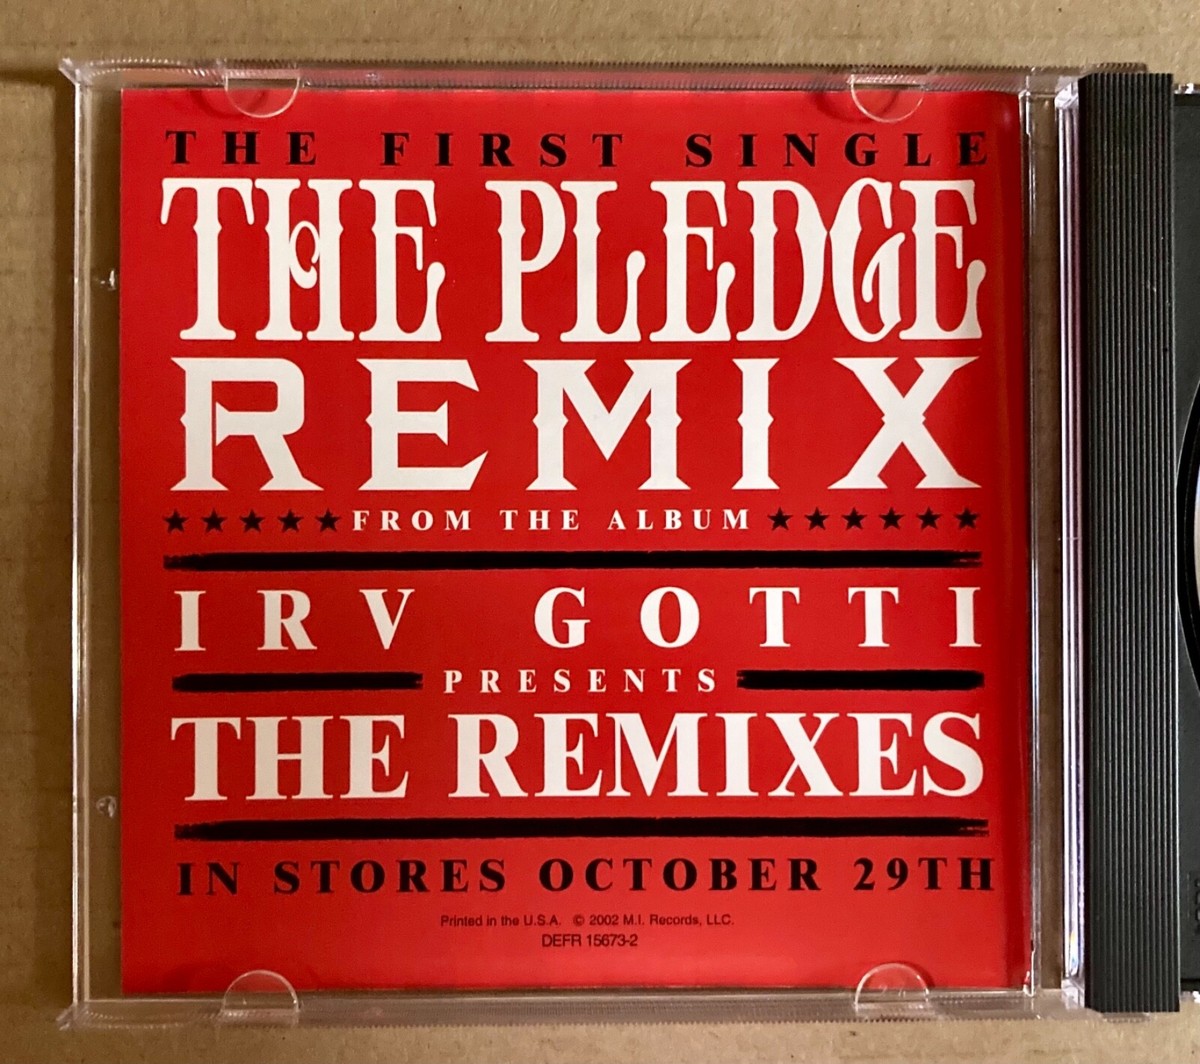 THE FIRST SINGLE
THE PLEDGE
REMIX
★★★★★FROM THE ALBUM★★★★★★
IRV GOTTI
PRESENTS
THE REMIXES
IN STORES OCTOBER 29TH
Printed in the U.S.A. © 2002 M.I. Records, LLC.
DEFR 15673-2